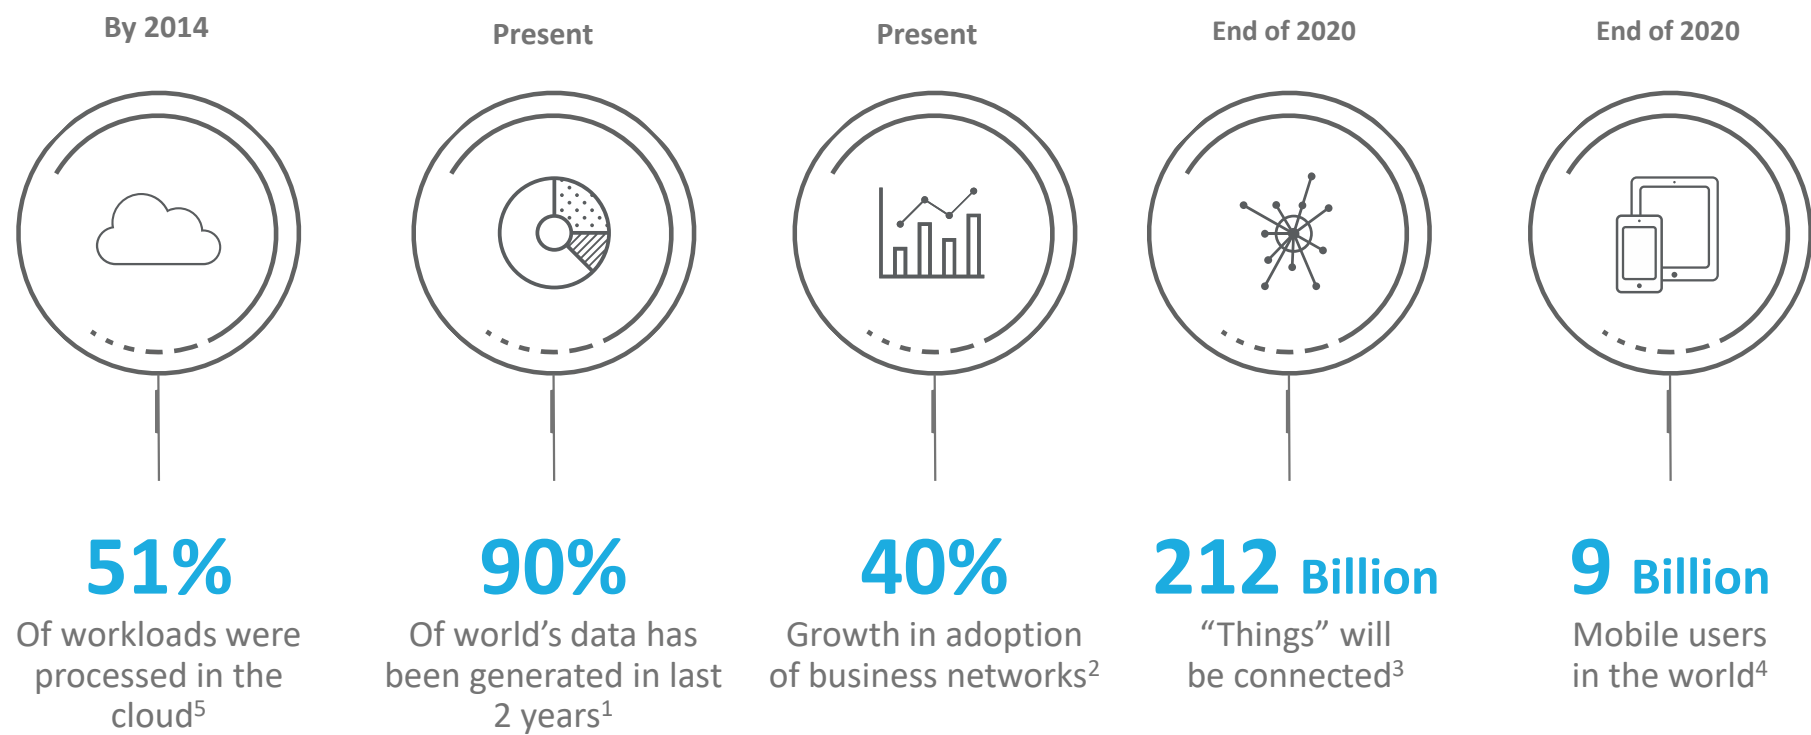 By 2014
Present
Present
End of 2020
End of 2020
51%
Of workloads were
processed in the
cloud⁵
90%
Of world’s data has
been generated in last
2 years¹
40%
Growth in adoption
of business networks²
212 Billion
“Things” will
be connected³
9 Billion
Mobile users
in the world⁴